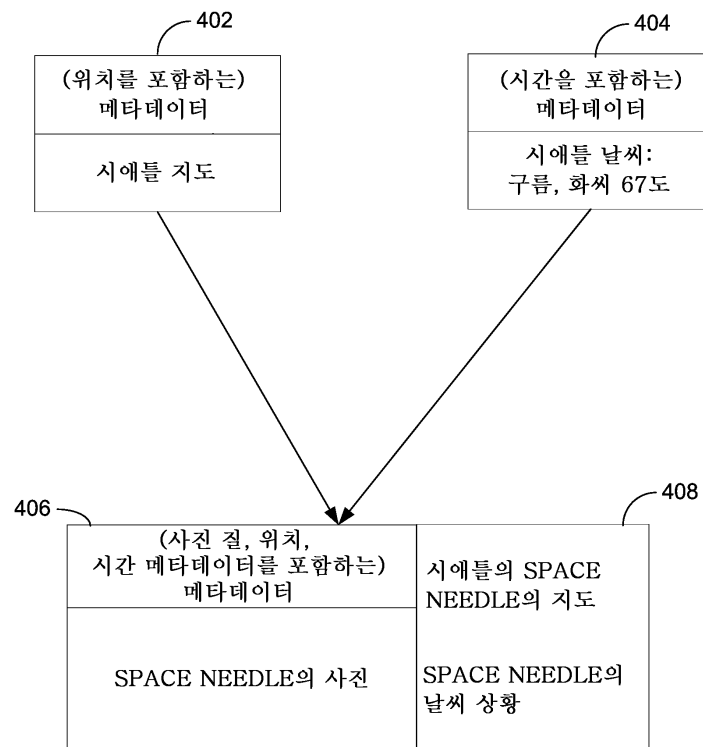 402
(위치를 포함하는)
메타데이터
시애틀 지도
404
(시간을 포함하는)
메타데이터
시애틀 날씨:
구름, 화씨 67도
406
(사진 질, 위치,
시간 메타데이터를 포함하는)
메타데이터
SPACE NEEDLE의 사진
408
시애틀의 SPACE
NEEDLE의 지도
SPACE NEEDLE의
날씨 상황